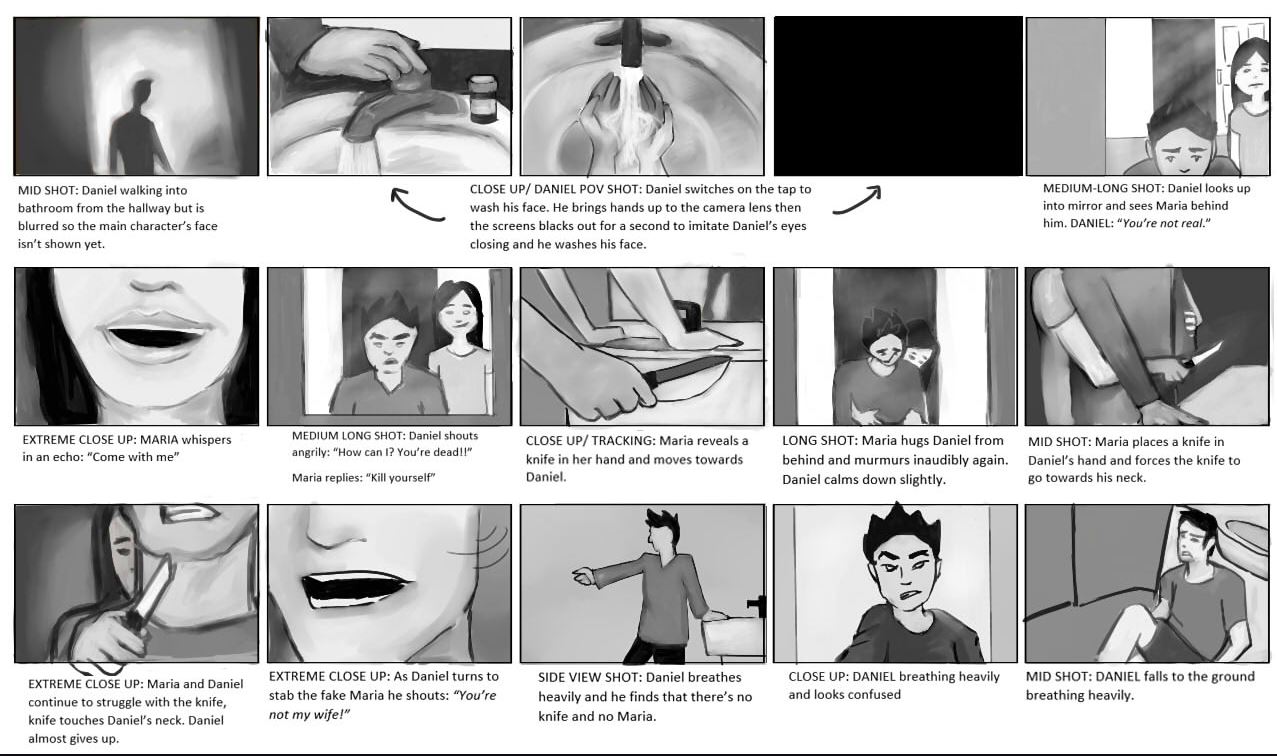 MID SHOT: Daniel walking into
bathroom from the hallway but is
blurred so the main character's face
isn't shown yet.
CLOSE UP/ DANIEL POV SHOT: Daniel switches on the tap to
wash his face. He brings hands up to the camera lens then
the screens blacks out for a second to imitate Daniel's eyes
closing and he washes his face.
MEDIUM-LONG SHOT: Daniel looks up
into mirror and sees Maria behind
him. DANIEL: “You're not real.”
EXTREME CLOSE UP: MARIA whispers
in an echo: “Come with me”
MEDIUM LONG SHOT: Daniel shouts
angrily: “How can I? You're dead!!”
Maria replies: “Kill yourself”
CLOSE UP/ TRACKING: Maria reveals a
knife in her hand and moves towards
Daniel.
LONG SHOT: Maria hugs Daniel from
behind and murmurs inaudibly again.
Daniel calms down slightly.
MID SHOT: Maria places a knife in
Daniel's hand and forces the knife to
go towards his neck.
EXTREME CLOSE UP: Maria and Daniel
continue to struggle with the knife,
knife touches Daniel's neck. Daniel
almost gives up.
EXTREME CLOSE UP: As Daniel turns to
stab the fake Maria he shouts: “You're
not my wife!”
SIDE VIEW SHOT: Daniel breathes
heavily and he finds that there's no
knife and no Maria.
CLOSE UP: DANIEL breathing heavily
and looks confused
MID SHOT: DANIEL falls to the ground
breathing heavily.